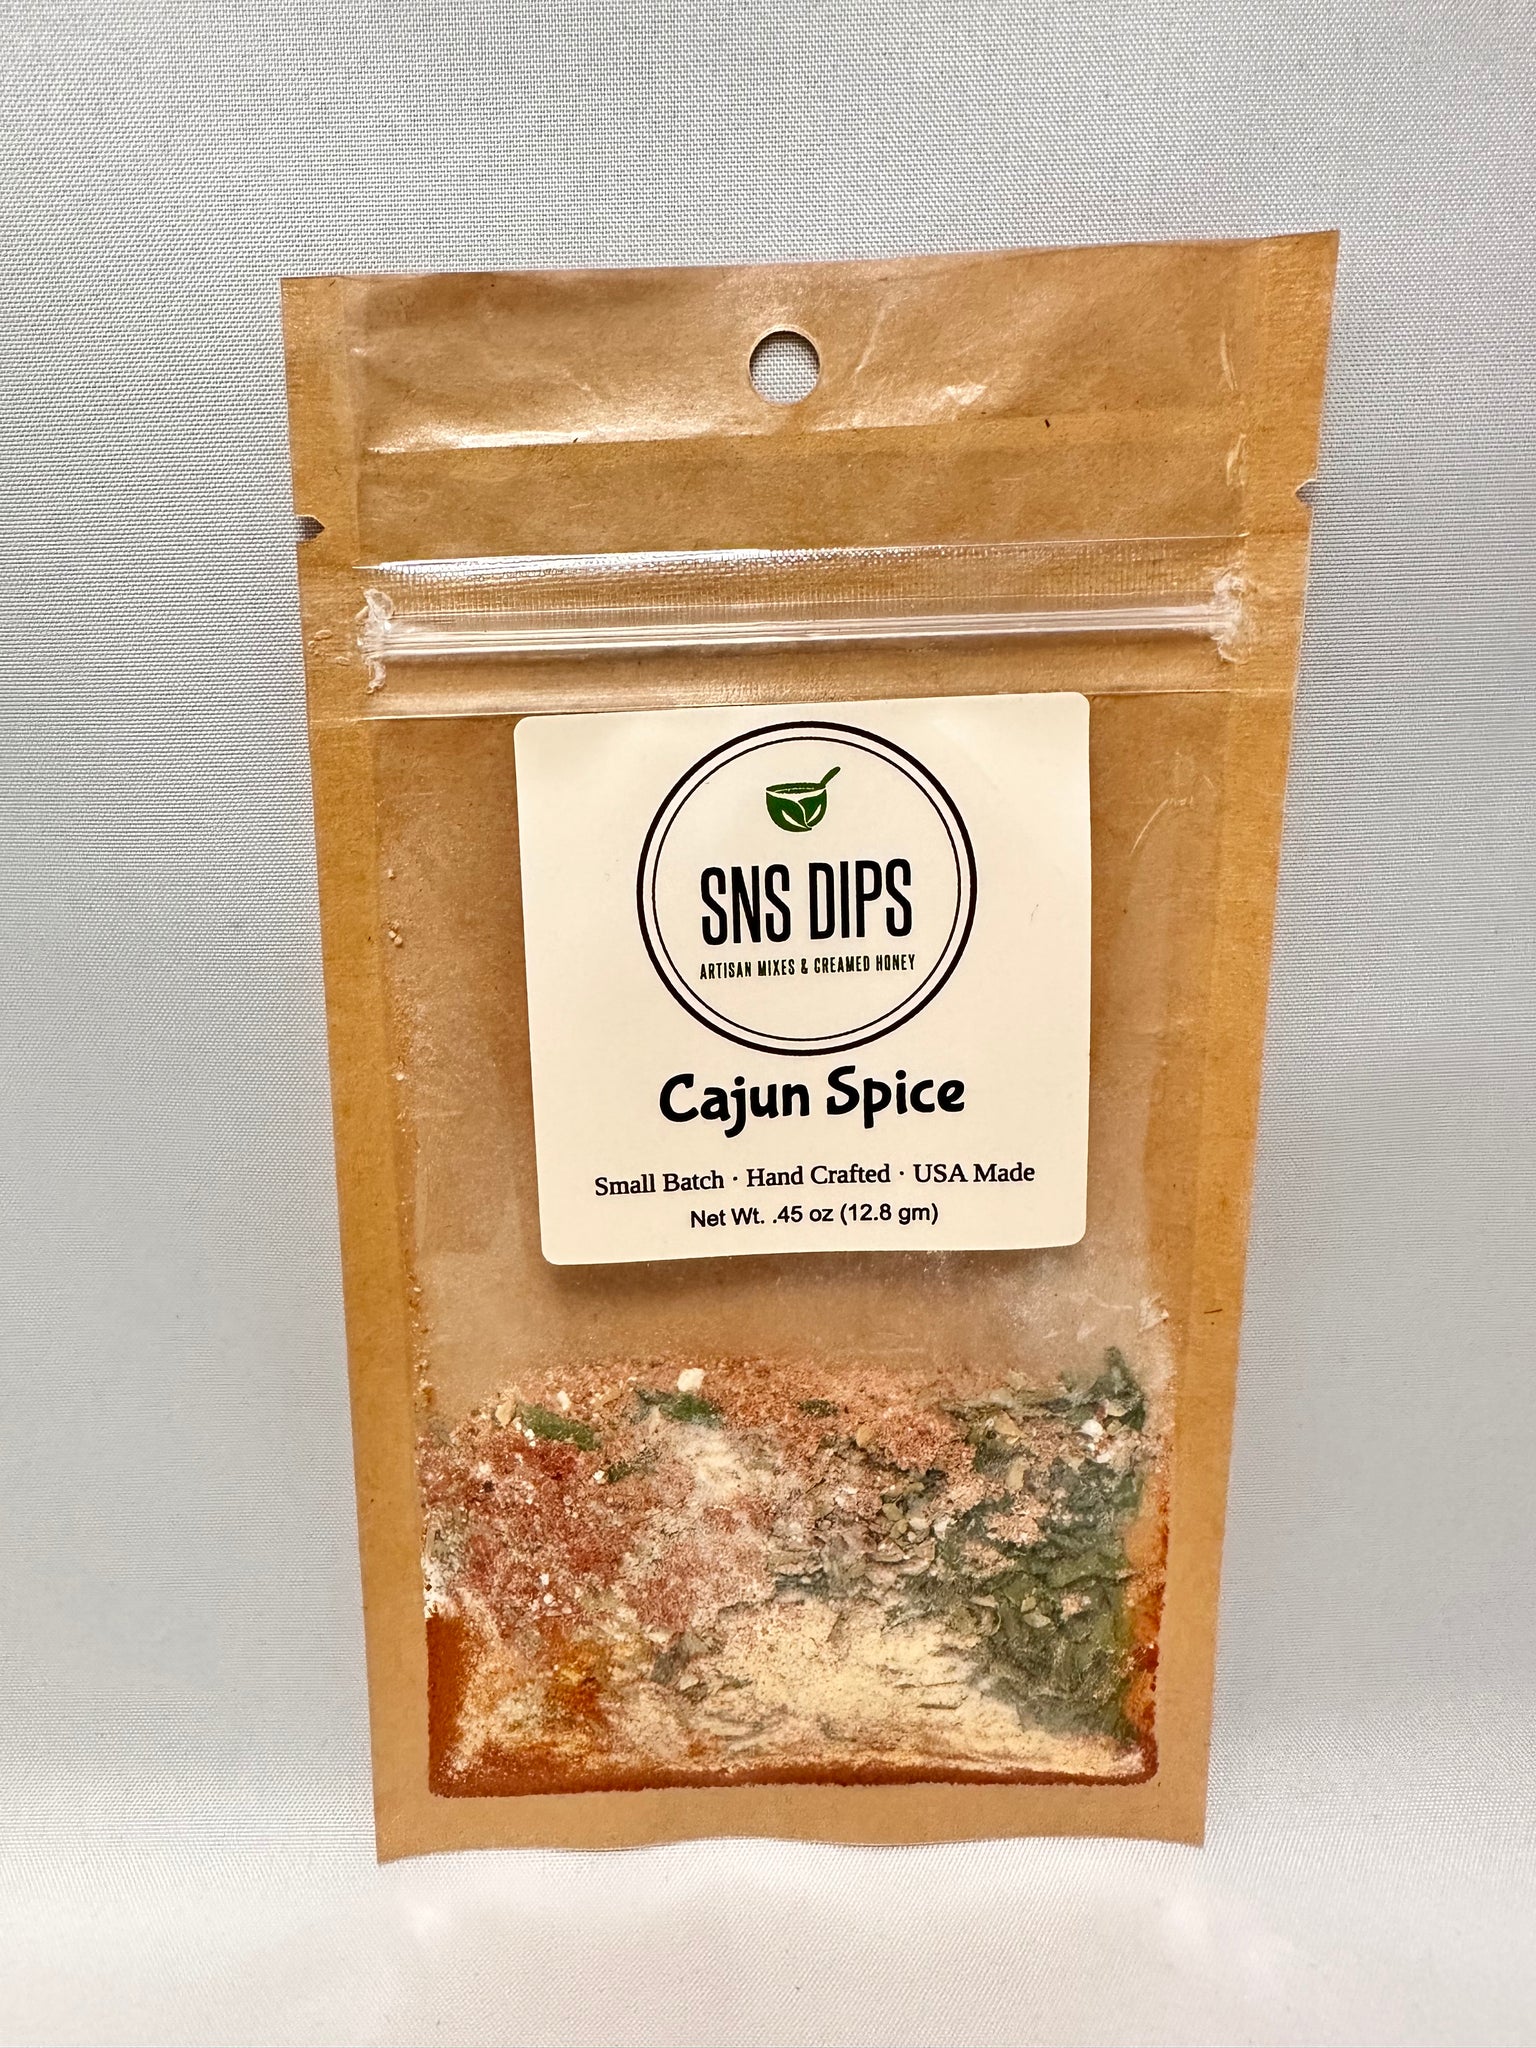 SNS DIPS
ARTISAN MIXES & CREAMED HONEY
Cajun Spice
Small Batch · Hand Crafted · USA Made
Net Wt. .45 oz (12.8 gm)